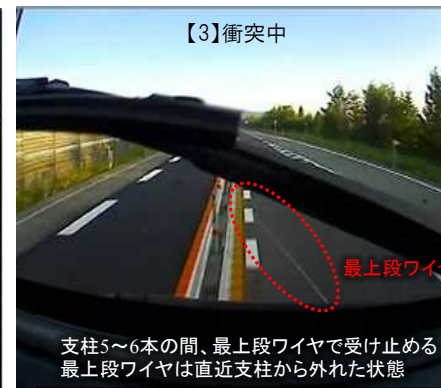 【3】衝突中
最上段ワイ
支柱5～6本の間、最上段ワイヤで受け止める
最上段ワイヤは直近支柱から外れた状態